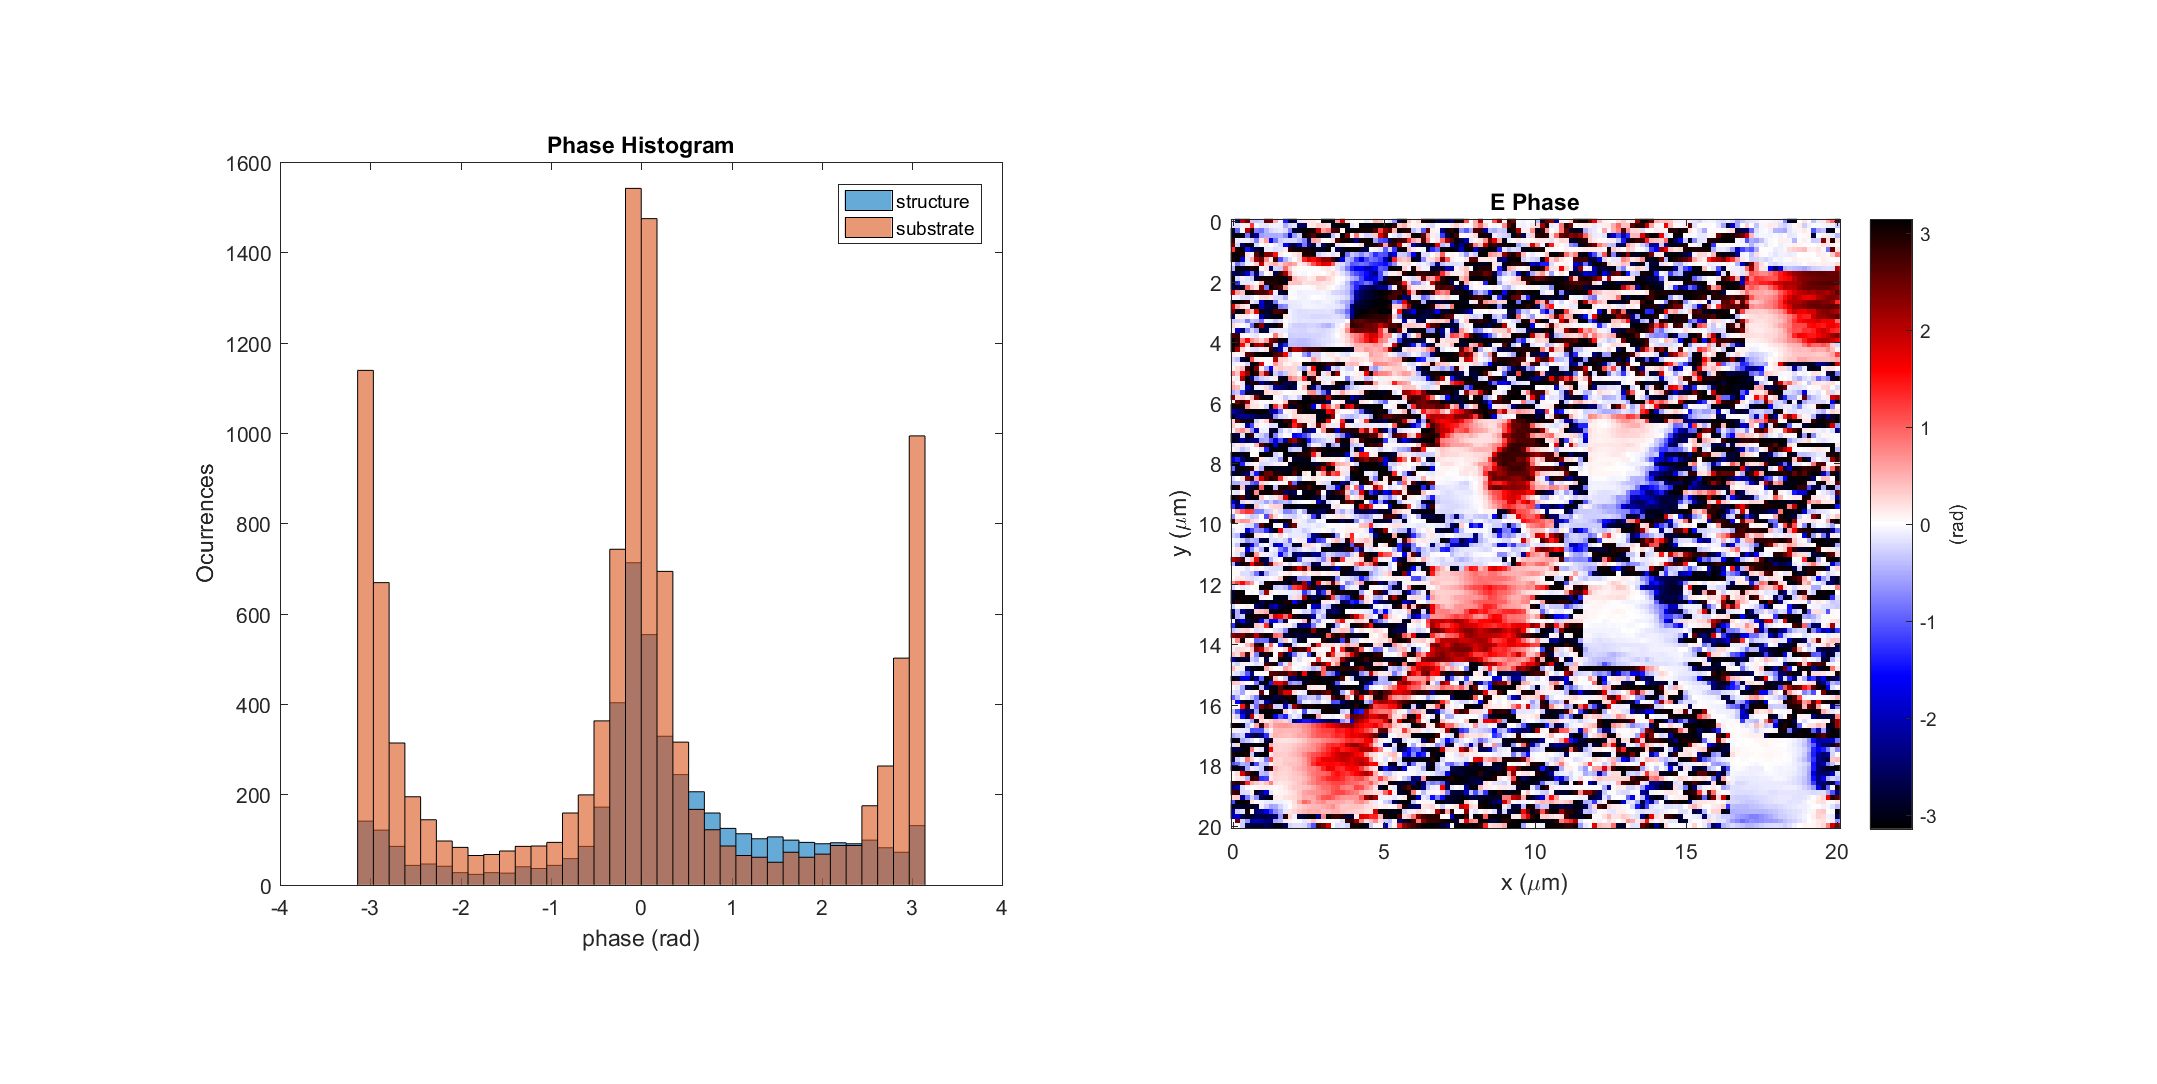 Phase Histogram
1600
1400
1200
1000
800
600
400
200
0
Ocurrences
-4 -3 -2 -1 0 1 2 3 4
phase (rad)
structure
substrate
E Phase
0
2
4
6
8
10
12
14
16
18
20
y (μm)
0 5 10 15 20
x (μm)
3
2
1
0
-1
-2
-3
(rad)